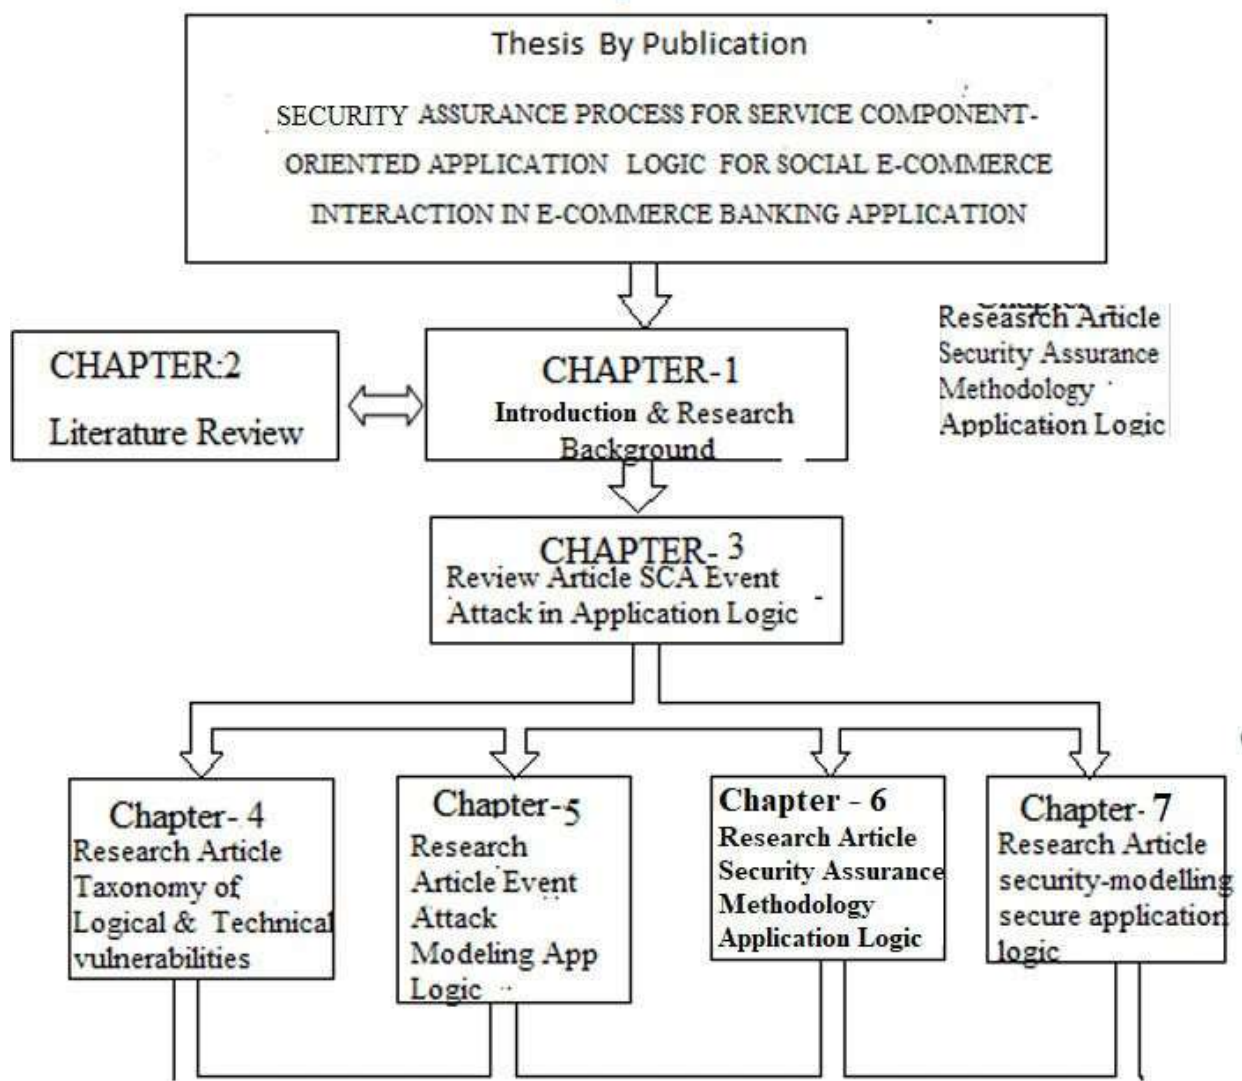 Thesis By Publication
SECURITY ASSURANCE PROCESS FOR SERVICE COMPONENT-
ORIENTED APPLICATION LOGIC FOR SOCIAL E-COMMERCE
INTERACTION IN E-COMMERCE BANKING APPLICATION
CHAPTER:2
Literature Review
CHAPTER-1
Introduction & Research
Background
Reseasrch Article
Security Assurance
Methodology
Application Logic
CHAPTER- 3
Review Article SCA Event
Attack in Application Logic
Chapter- 4
Research Article
Taxonomy of
Logical & Technical
vulnerabilities
Chapter-5
Research
Article Event
Attack
Modeling App
Logic
Chapter - 6
Research Article
Security Assurance
Methodology
Application Logic
Chapter- 7
Research Article
security-modelling
secure application
logic